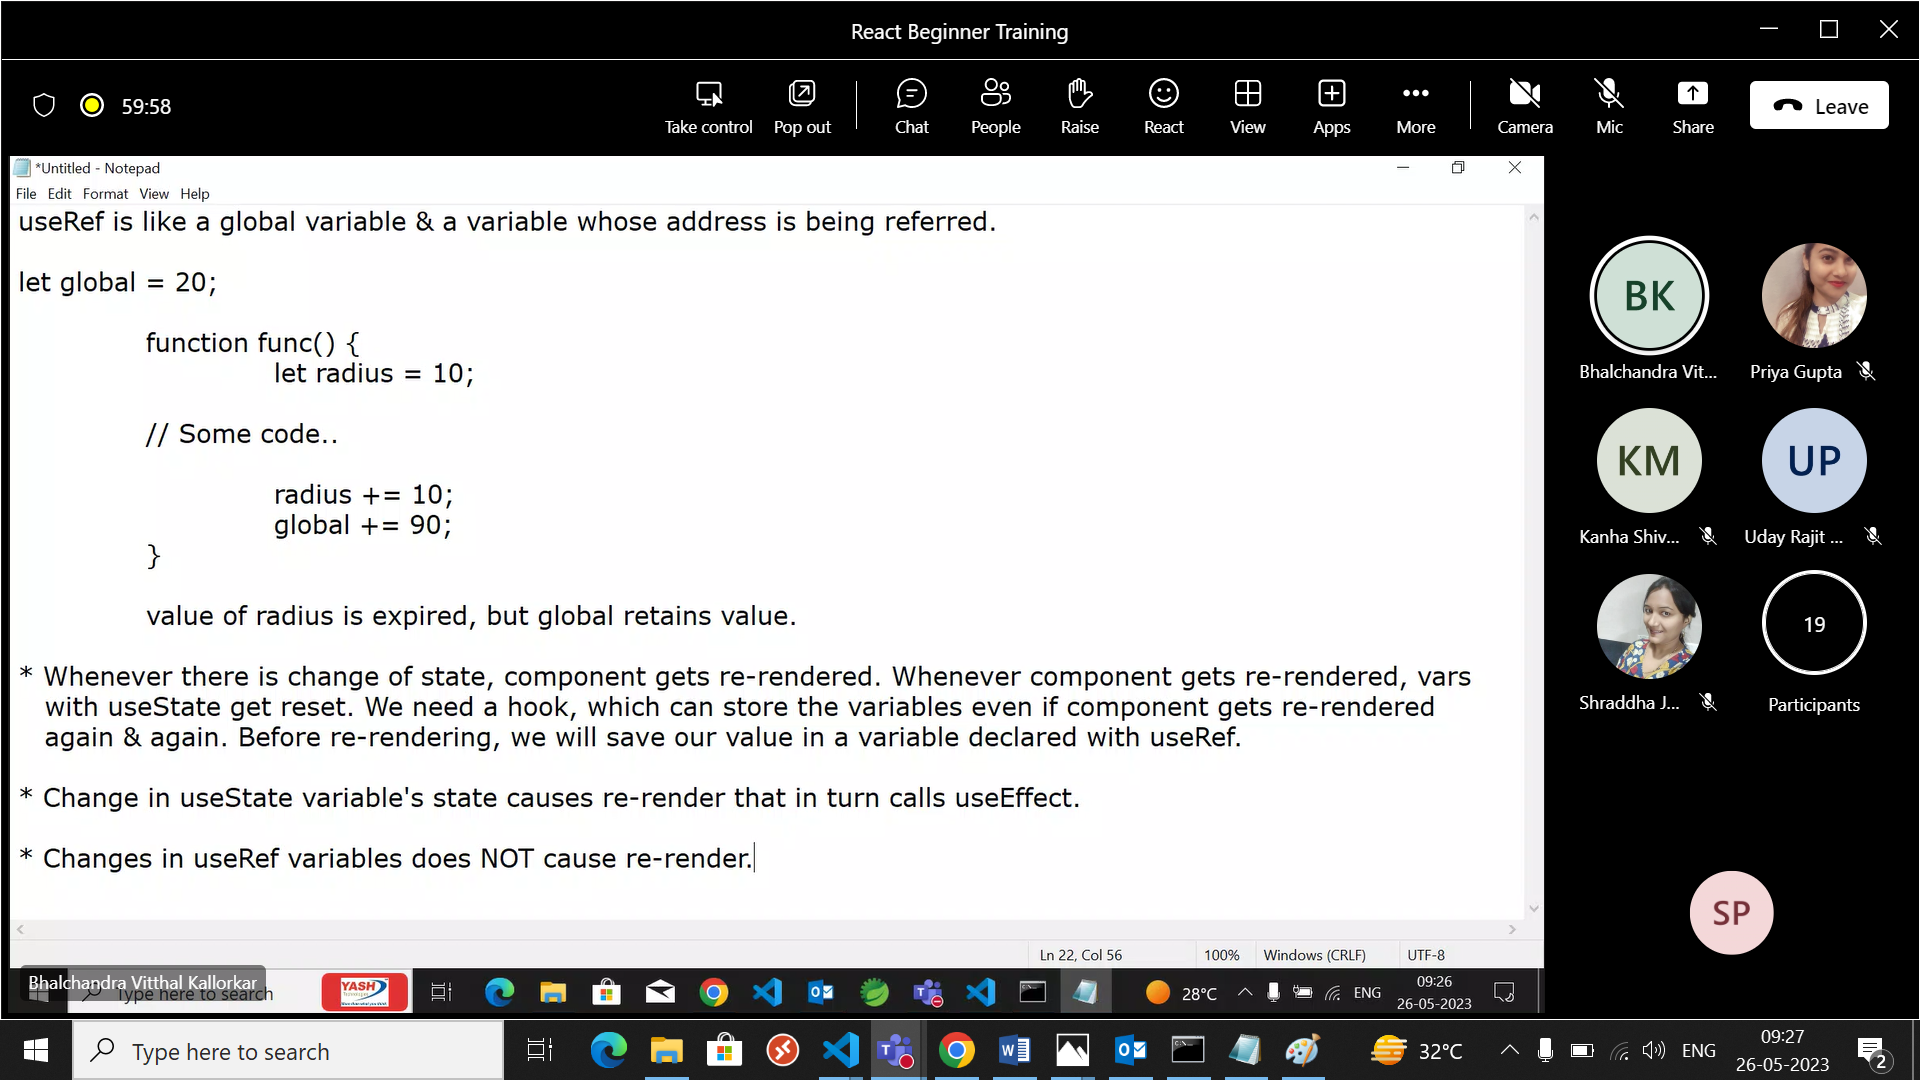 React Beginner Training
59:58
Take control
Pop out
Chat
People
Raise
React
View
Apps
More
Camera
Mic
Share
Leave
*Untitled - Notepad
File Edit Format View Help
useRef is like a global variable & a variable whose address is being referred.
let global = 20;
function func() {
let radius = 10;
// Some code..
radius += 10;
global += 90;
}
value of radius is expired, but global retains value.
* Whenever there is change of state, component gets re-rendered. Whenever component gets re-rendered, vars
with useState get reset. We need a hook, which can store the variables even if component gets re-rendered
again & again. Before re-rendering, we will save our value in a variable declared with useRef.
* Change in useState variable's state causes re-render that in turn calls useEffect.
* Changes in useRef variables does NOT cause re-render.
Ln 22, Col 56
100%
Windows (CRLF)
UTF-8
BK
Bhalchandra Vit...
Priya Gupta
KM
Kanha Shiv...
UP
Uday Rajit ...
Shraddha J...
19
Participants
SP
Bhalchandra Vitthal Kallorkar
Type here to search
YASH
28°C
ENG
09:26
26-05-2023
Type here to search
32°C
ENG
09:27
26-05-2023
2